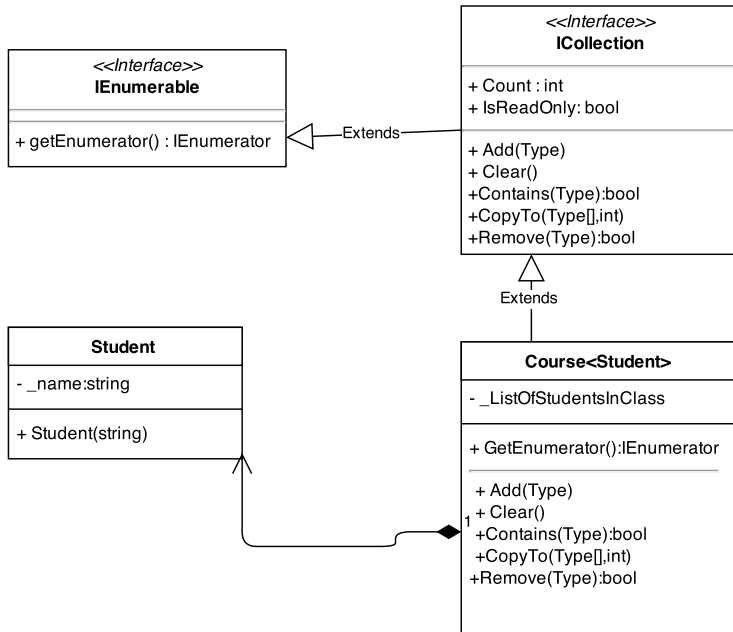 <<Interface>>
IEnumerable
+ getEnumerator() : IEnumerator
Extends
<<Interface>>
ICollection
+ Count : int
+ IsReadOnly: bool
+ Add(Type)
+ Clear()
+Contains(Type):bool
+CopyTo(Type[],int)
+Remove(Type):bool
Extends
Student
- _name:string
+ Student(string)
Course<Student>
- _ListOfStudentsInClass
+ GetEnumerator():IEnumerator
+ Add(Type)
1
+ Clear()
+Contains(Type):bool
+CopyTo(Type[],int)
+Remove(Type):bool